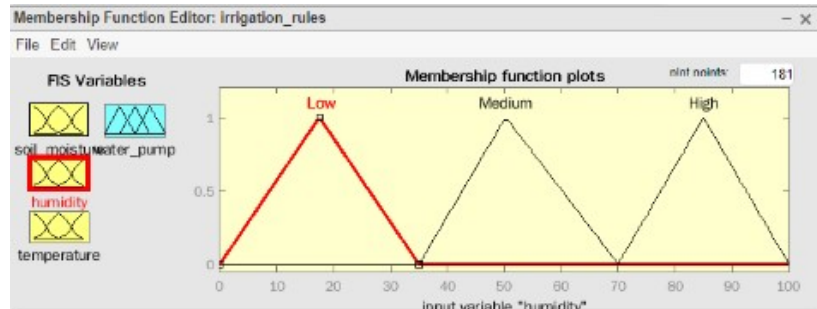 Membership Function Editor: irrigation_rules
File Edit View
FIS Variables
soil_moisture
water_pump
humidity
temperature
Membership function plots
plot points:
181
Low
Medium
High
1
0.5
0
0 10 20 30 40 50 60 70 80 90 100
input variable "humidity"